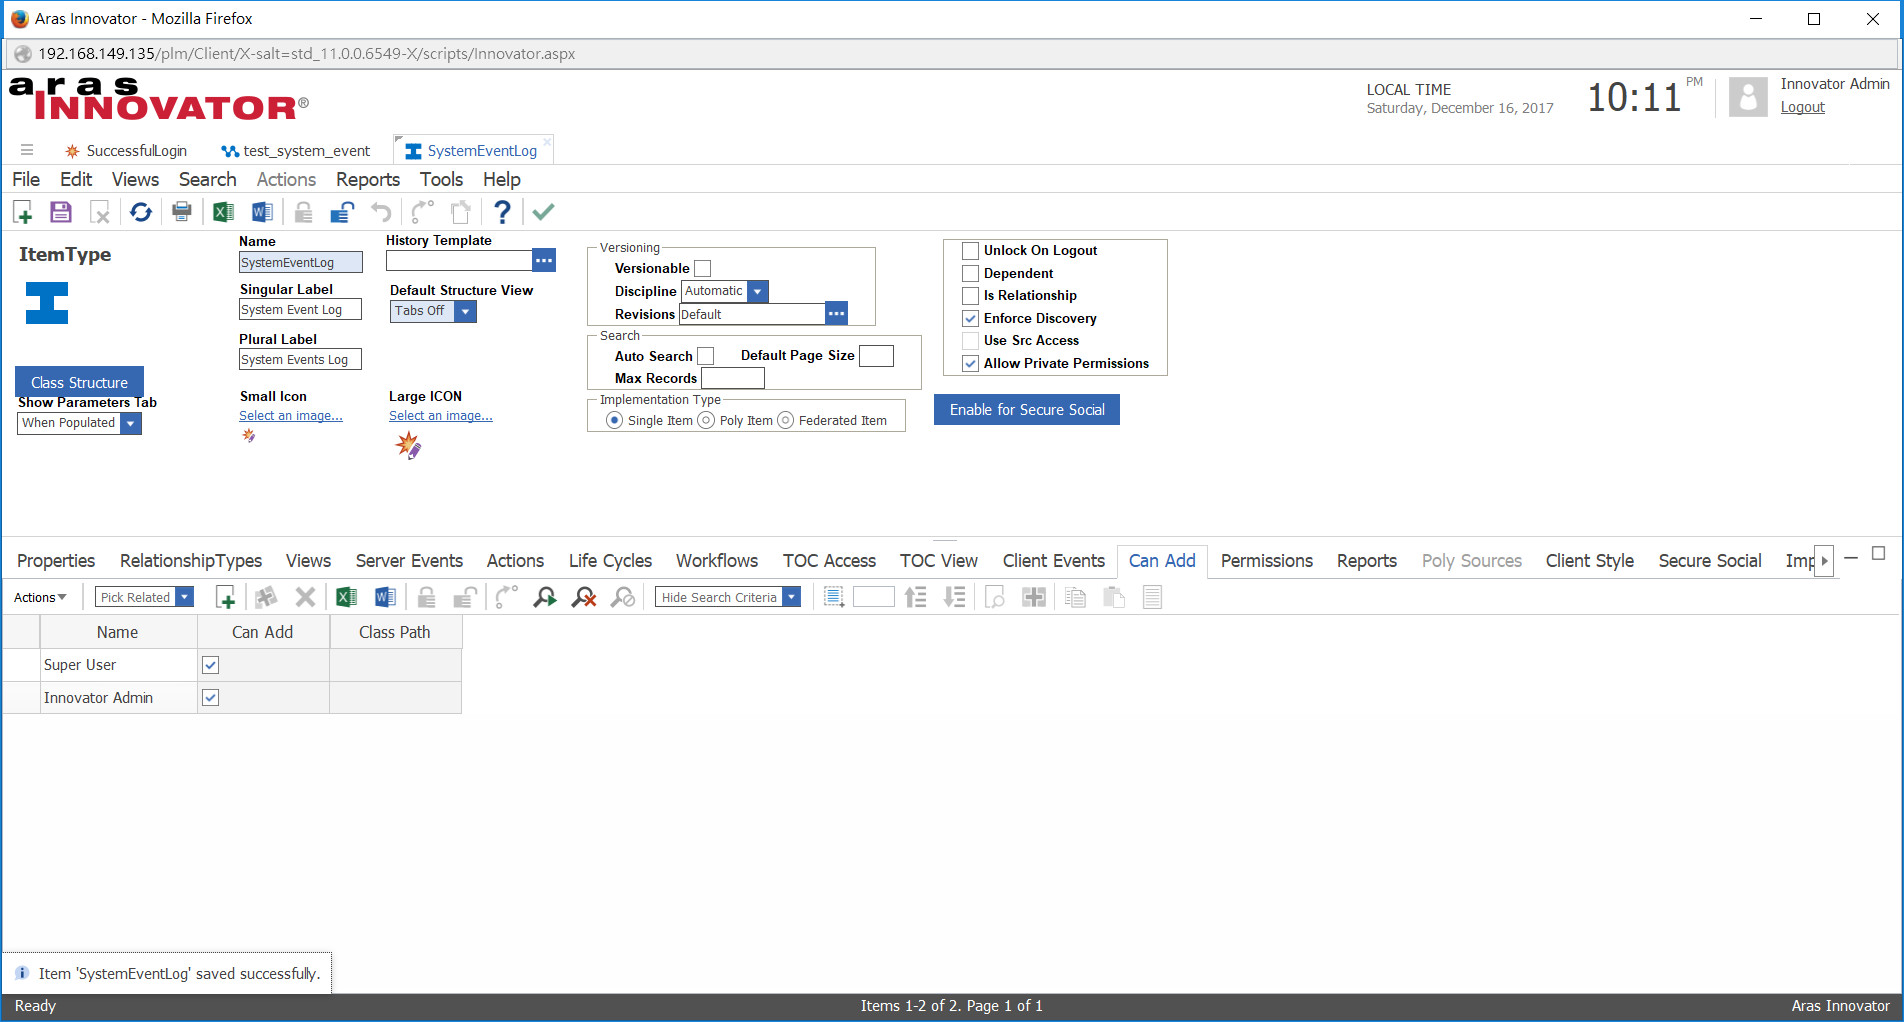 Aras Innovator - Mozilla Firefox
192.168.149.135/plm/Client/X-salt=std_11.0.0.6549-X/scripts/Innovator.aspx
aras
INNOVATOR®
LOCAL TIME
Saturday, December 16, 2017
10:11 PM
Innovator Admin
Logout
SuccessfulLogin test_system_event SystemEventLog
File Edit Views Search Actions Reports Tools Help
ItemType
Name
SystemEventLog
Singular Label
System Event Log
Plural Label
System Events Log
Class Structure
Show Parameters Tab
When Populated
Small Icon
Select an image...
History Template
Default Structure View
Tabs Off
Large ICON
Select an image...
Versioning
Versionable
Discipline Automatic
Revisions Default
Search
Auto Search Default Page Size
Max Records
Implementation Type
Single Item Poly Item Federated Item
Unlock On Logout
Dependent
Is Relationship
Enforce Discovery
Use Src Access
Allow Private Permissions
Enable for Secure Social
Properties RelationshipTypes Views Server Events Actions Life Cycles Workflows TOC Access TOC View Client Events Can Add Permissions Reports Poly Sources Client Style Secure Social Imp
Actions Pick Related Hide Search Criteria
Name Can Add Class Path
Super User
Innovator Admin
Item 'SystemEventLog' saved successfully.
Ready Items 1-2 of 2. Page 1 of 1 Aras Innovator